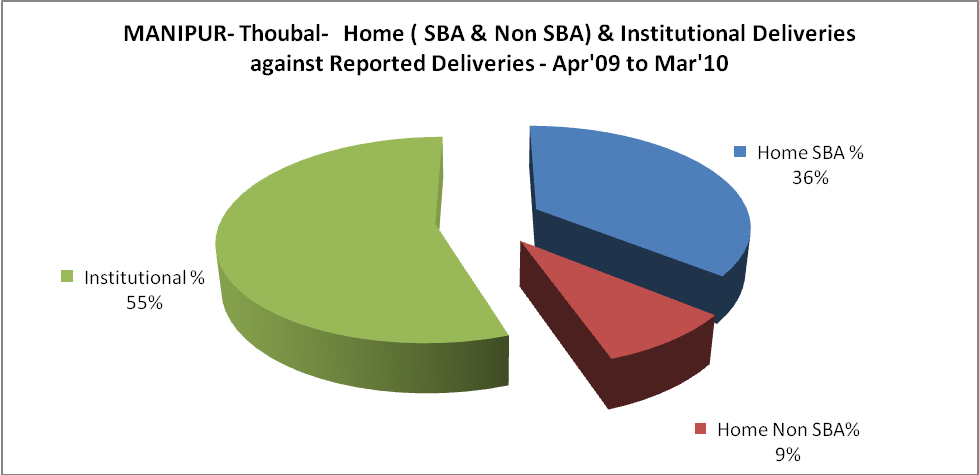 MANIPUR- Thoubal- Home ( SBA & Non SBA) & Institutional Deliveries
against Reported Deliveries - Apr'09 to Mar'10
Home SBA %
36%
Institutional %
55%
Home Non SBA%
9%